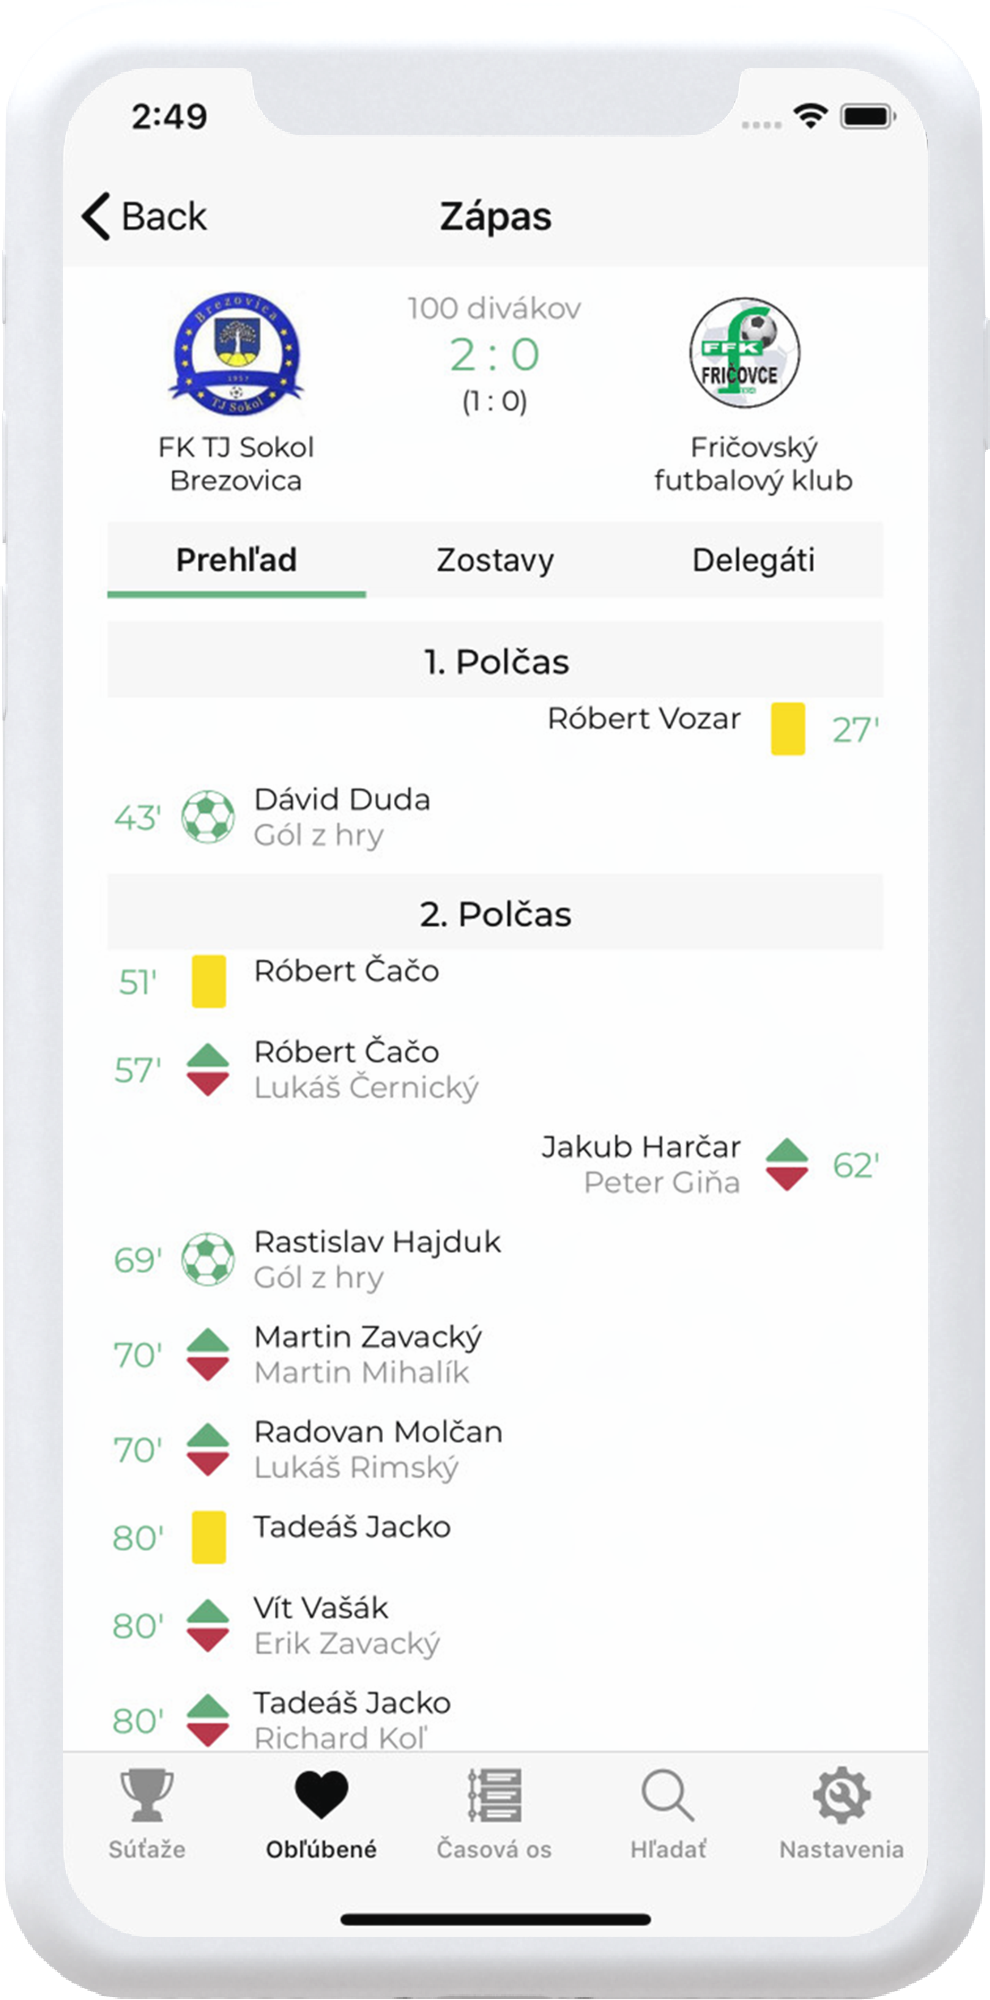 2:49
Back
Zápas
Brezovica
1957
TJ Sokol
100 divákov
2 : 0
(1 : 0)
FFK
FRIČOVCE
FK TJ Sokol
Brezovica
Fričovský
futbalový klub
Prehľad
Zostavy
Delegáti
1. Polčas
Róbert Vozar
27'
43'
Dávid Duda
Gól z hry
2. Polčas
51'
Róbert Čačo
57'
Róbert Čačo
Lukáš Černický
Jakub Harčar
Peter Giňa
62'
69'
Rastislav Hajduk
Gól z hry
70'
Martin Zavacký
Martin Mihalík
70'
Radovan Molčan
Lukáš Rimský
80'
Tadeáš Jacko
80'
Vít Vašák
Erik Zavacký
80'
Tadeáš Jacko
Richard Koľ
Súťaže
Obľúbené
Časová os
Hľadať
Nastavenia